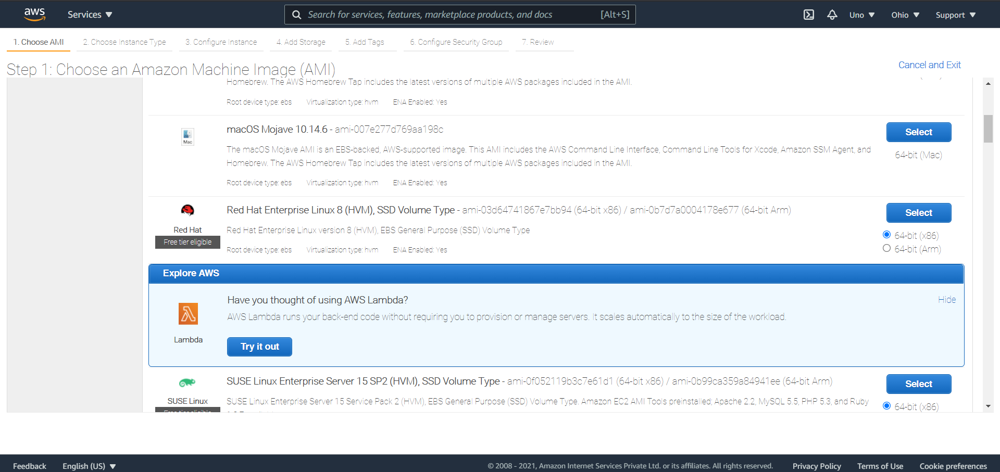 aws Services Search for services, features, marketplace products, and docs [Alt+S] Uno Ohio Support
1. Choose AMI 2. Choose Instance Type 3. Configure Instance 4. Add Storage 5. Add Tags 6. Configure Security Group 7. Review
Step 1: Choose an Amazon Machine Image (AMI) Cancel and Exit
Homebrew. The AWS Homebrew Tap includes the latest versions of multiple AWS packages included in the AMI.
Root device type: ebs Virtualization type: hvm ENA Enabled: Yes
macOS Mojave 10.14.6 - ami-007e277d769aa198c
Select
Mac
The macOS Mojave AMI is an EBS-backed, AWS-supported image. This AMI includes the AWS Command Line Interface, Command Line Tools for Xcode, Amazon SSM Agent, and
64-bit (Mac)
Homebrew. The AWS Homebrew Tap includes the latest versions of multiple AWS packages included in the AMI.
Root device type: ebs Virtualization type: hvm ENA Enabled: Yes
Red Hat Enterprise Linux 8 (HVM), SSD Volume Type - ami-03d64741867e7bb94 (64-bit x86) / ami-0b7d7a0004178e677 (64-bit Arm)
Select
Red Hat
Red Hat Enterprise Linux version 8 (HVM), EBS General Purpose (SSD) Volume Type
64-bit (x86)
Free tier eligible
Root device type: ebs Virtualization type: hvm ENA Enabled: Yes
64-bit (Arm)
Explore AWS
Have you thought of using AWS Lambda?
Hide
AWS Lambda runs your back-end code without requiring you to provision or manage servers. It scales automatically to the size of the workload.
Lambda
Try it out
SUSE Linux Enterprise Server 15 SP2 (HVM), SSD Volume Type - ami-0f052119b3c7e61d1 (64-bit x86) / ami-0b99ca359a84941ee (64-bit Arm)
Select
SUSE Linux
SUSE Linux Enterprise Server 15 Service Pack 2 (HVM), EBS General Purpose (SSD) Volume Type. Amazon EC2 AMI Tools preinstalled; Apache 2.2, MySQL 5.5, PHP 5.3, and Ruby
64-bit (x86)
Feedback English (US) © 2008 - 2021, Amazon Internet Services Private Ltd. or its affiliates. All rights reserved. Privacy Policy Terms of Use Cookie preferences